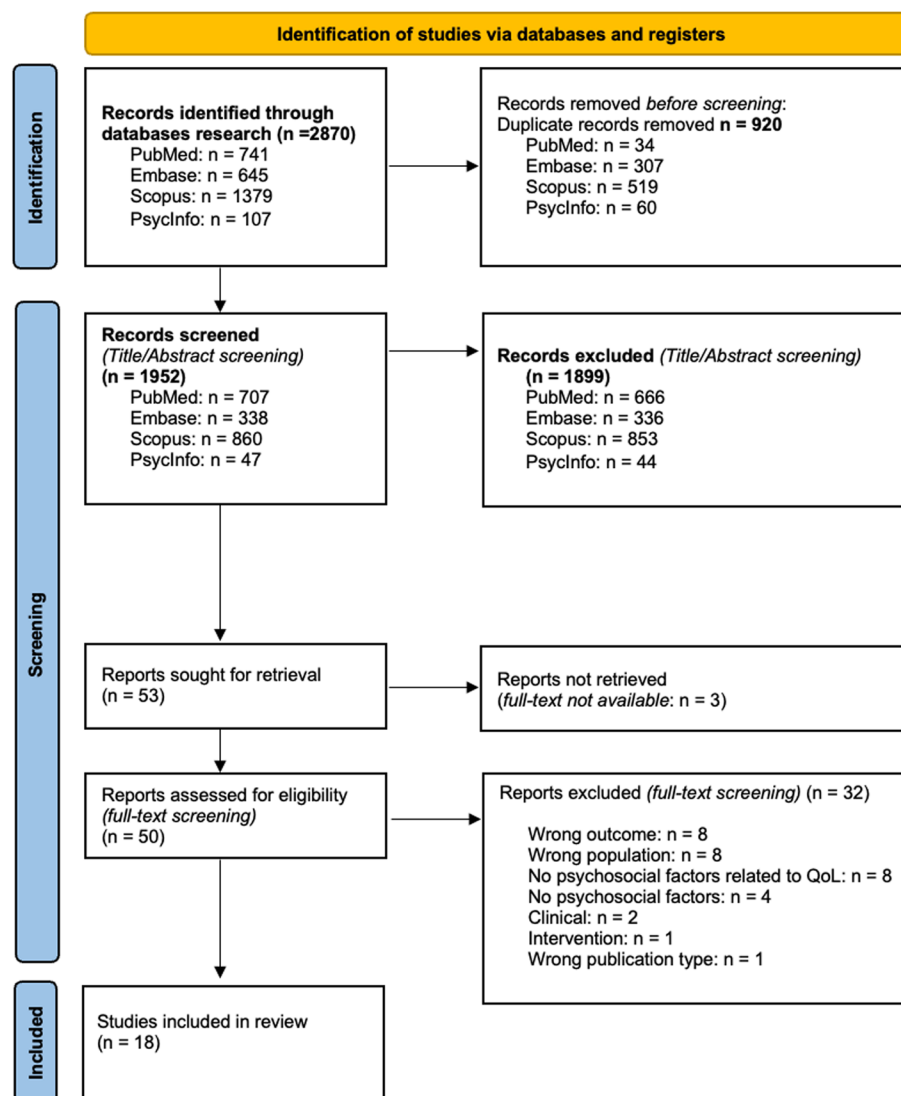 Identification of studies via databases and registers
Identification
Records identified through
databases research (n =2870)
PubMed: n = 741
Embase: n = 645
Scopus: n = 1379
PsycInfo: n = 107
Records removed before screening:
Duplicate records removed n = 920
PubMed: n = 34
Embase: n = 307
Scopus: n = 519
PsycInfo: n = 60
Screening
Records screened
(Title/Abstract screening)
(n = 1952)
PubMed: n = 707
Embase: n = 338
Scopus: n = 860
PsycInfo: n = 47
Records excluded (Title/Abstract screening)
(n = 1899)
PubMed: n = 666
Embase: n = 336
Scopus: n = 853
PsycInfo: n = 44
Reports sought for retrieval
(n = 53)
Reports not retrieved
(full-text not available: n = 3)
Reports assessed for eligibility
(full-text screening)
(n = 50)
Reports excluded (full-text screening) (n = 32)
Wrong outcome: n = 8
Wrong population: n = 8
No psychosocial factors related to QoL: n = 8
No psychosocial factors: n = 4
Clinical: n = 2
Intervention: n = 1
Wrong publication type: n = 1
Included
Studies included in review
(n = 18)